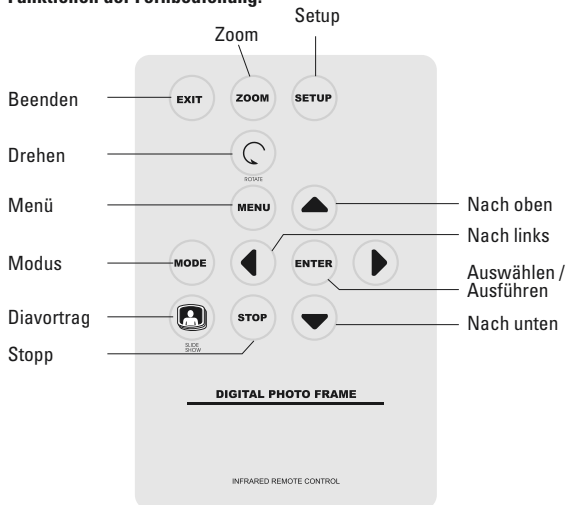 Funktionen der Fernbedienung:
Setup
Zoom
Beenden
EXIT
ZOOM
SETUP
Drehen
ROTATE
Menü
MENU
Nach oben
Nach links
Modus
MODE
ENTER
Auswählen /
Ausführen
Diavortrag
SLIDE
SHOW
STOP
Nach unten
Stopp
DIGITAL PHOTO FRAME
INFRARED REMOTE CONTROL